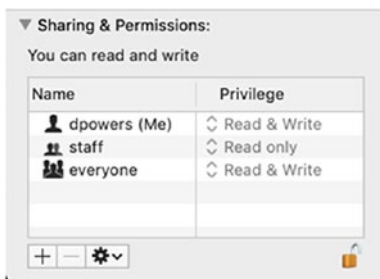 Sharing & Permissions:
You can read and write
Name Privilege
dpowers (Me) Read & Write
staff Read only
everyone Read & Write